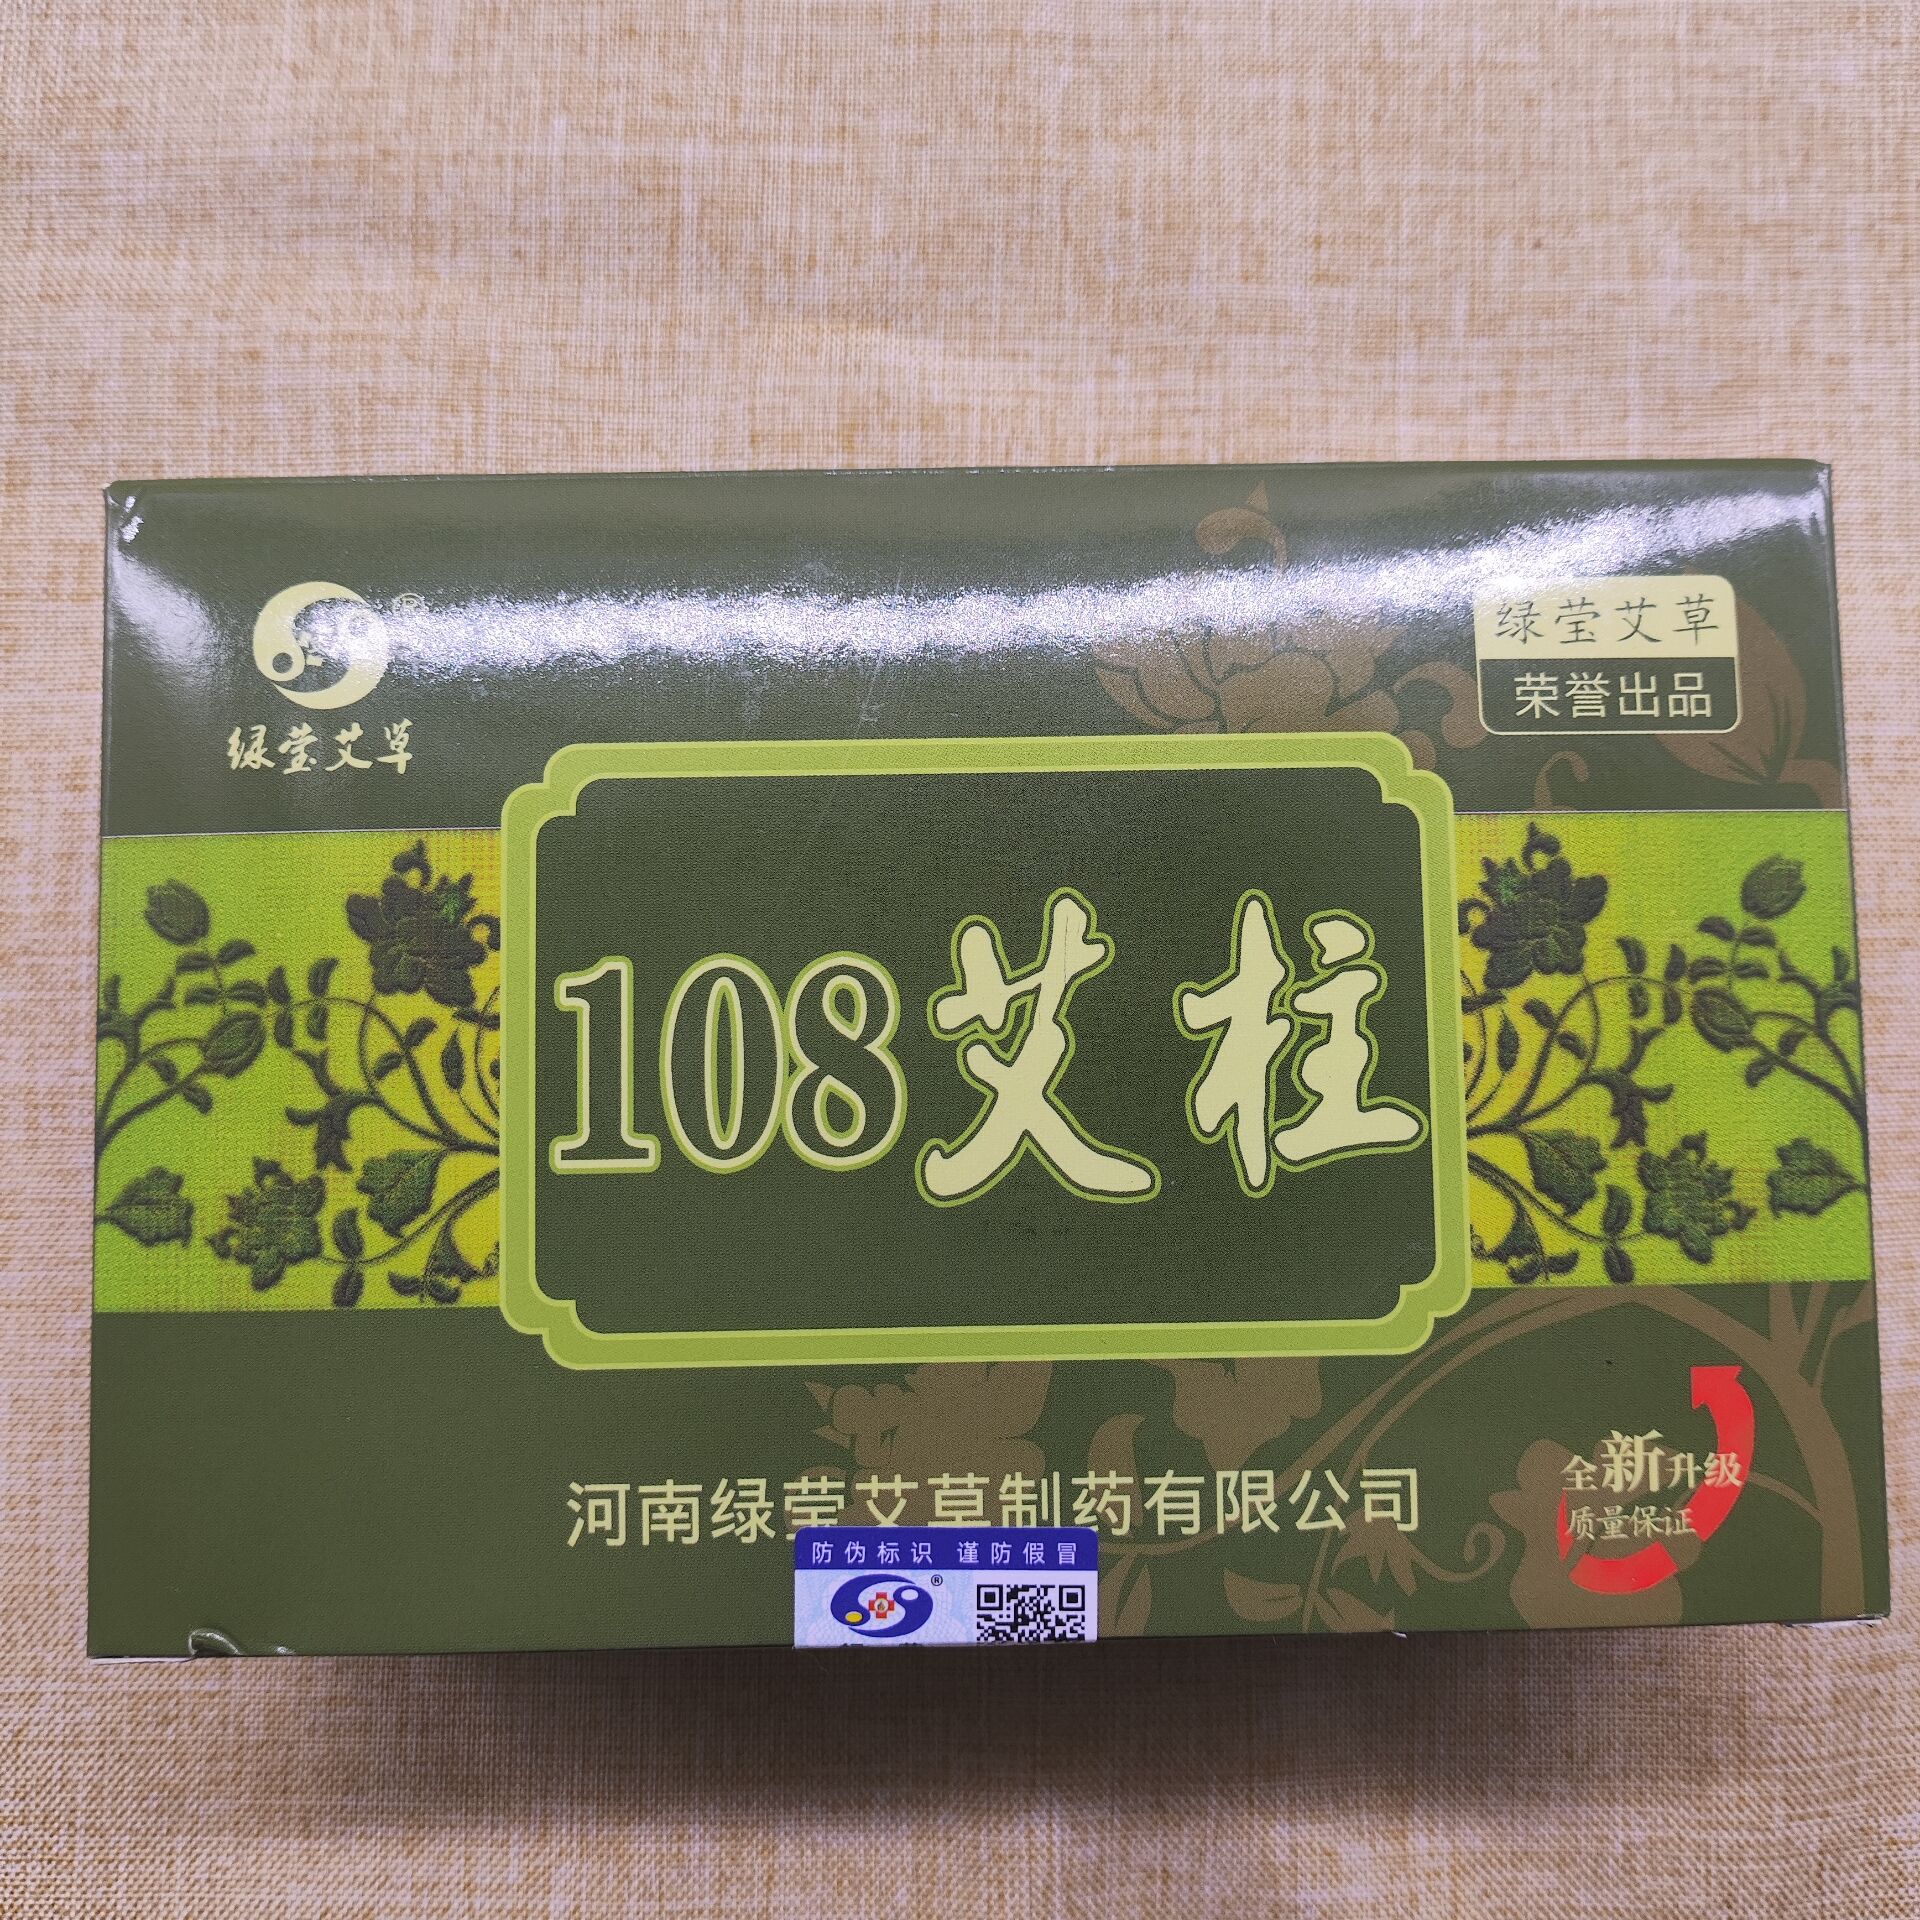 ®
绿莹艾草
绿莹艾草
荣誉出品
108艾柱
全新升级
质量保证
河南绿莹艾草制药有限公司
防伪标识 谨防假冒
®